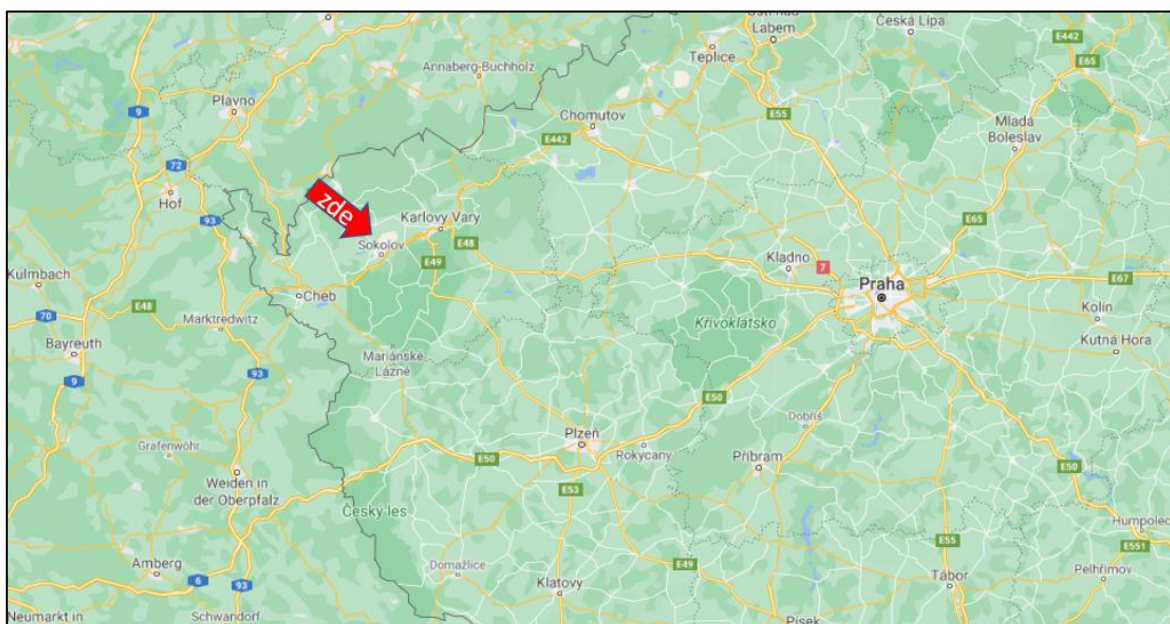 Ústí nad
Labem
Česká Lípa
E442
Teplice
E65
Annaberg-Buchholz
Plavno
9
Chomutov
E55
Mladá
Boleslav
E442
72
Hof
93
zde
Karlovy Vary
Sokolov
E48
E65
E49
Kladno
7
Kulmbach
Cheb
Praha
E67
E48
70
Marktredwitz
Křivoklátsko
Kolín
Kutná Hora
Bayreuth
Mariánské
Lázně
9
93
E50
Dobříš
Grafenwöhr
Plzeň
E50
Rokycany
Příbram
E50
Weiden in
der Oberpfalz
E53
Český les
Humpolec
E55
E551
Amberg
Domažlice
E49
6
93
Klatovy
Tábor
Pelhřimov
Neumarkt in
Schwandorf
Písek